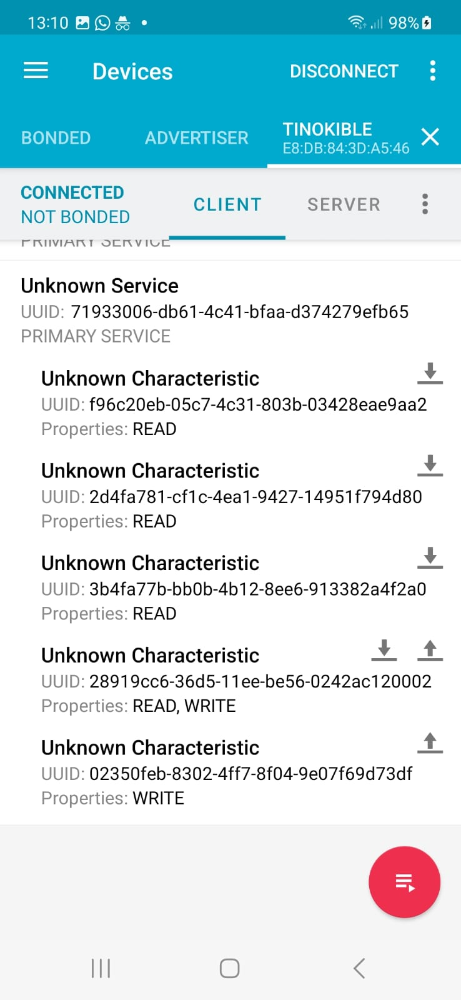 13:10 98%
Devices DISCONNECT
BONDED ADVERTISER TINOKIBLE
E8:DB:84:3D:A5:46
CONNECTED
NOT BONDED
CLIENT SERVER
PRIMARY SERVICE
Unknown Service
UUID: 71933006-db61-4c41-bfaa-d374279efb65
PRIMARY SERVICE
Unknown Characteristic
UUID: f96c20eb-05c7-4c31-803b-03428eae9aa2
Properties: READ
Unknown Characteristic
UUID: 2d4fa781-cf1c-4ea1-9427-14951f794d80
Properties: READ
Unknown Characteristic
UUID: 3b4fa77b-bb0b-4b12-8ee6-913382a4f2a0
Properties: READ
Unknown Characteristic
UUID: 28919cc6-36d5-11ee-be56-0242ac120002
Properties: READ, WRITE
Unknown Characteristic
UUID: 02350feb-8302-4ff7-8f04-9e07f69d73df
Properties: WRITE